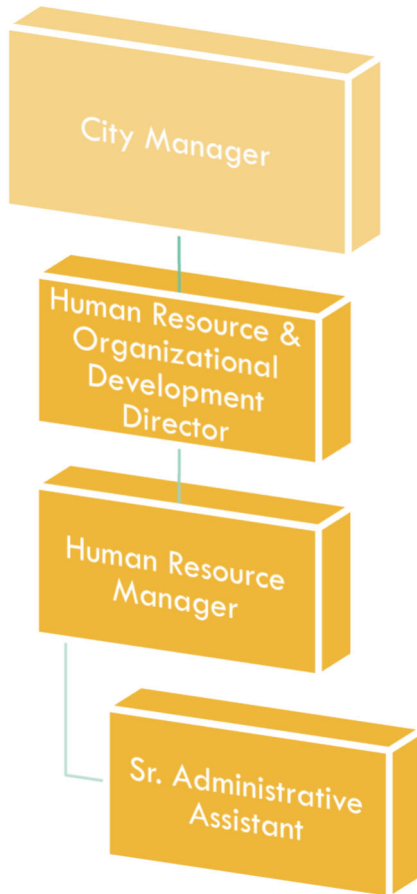 City Manager
Human Resource &
Organizational
Development
Director
Human Resource
Manager
Sr. Administrative
Assistant